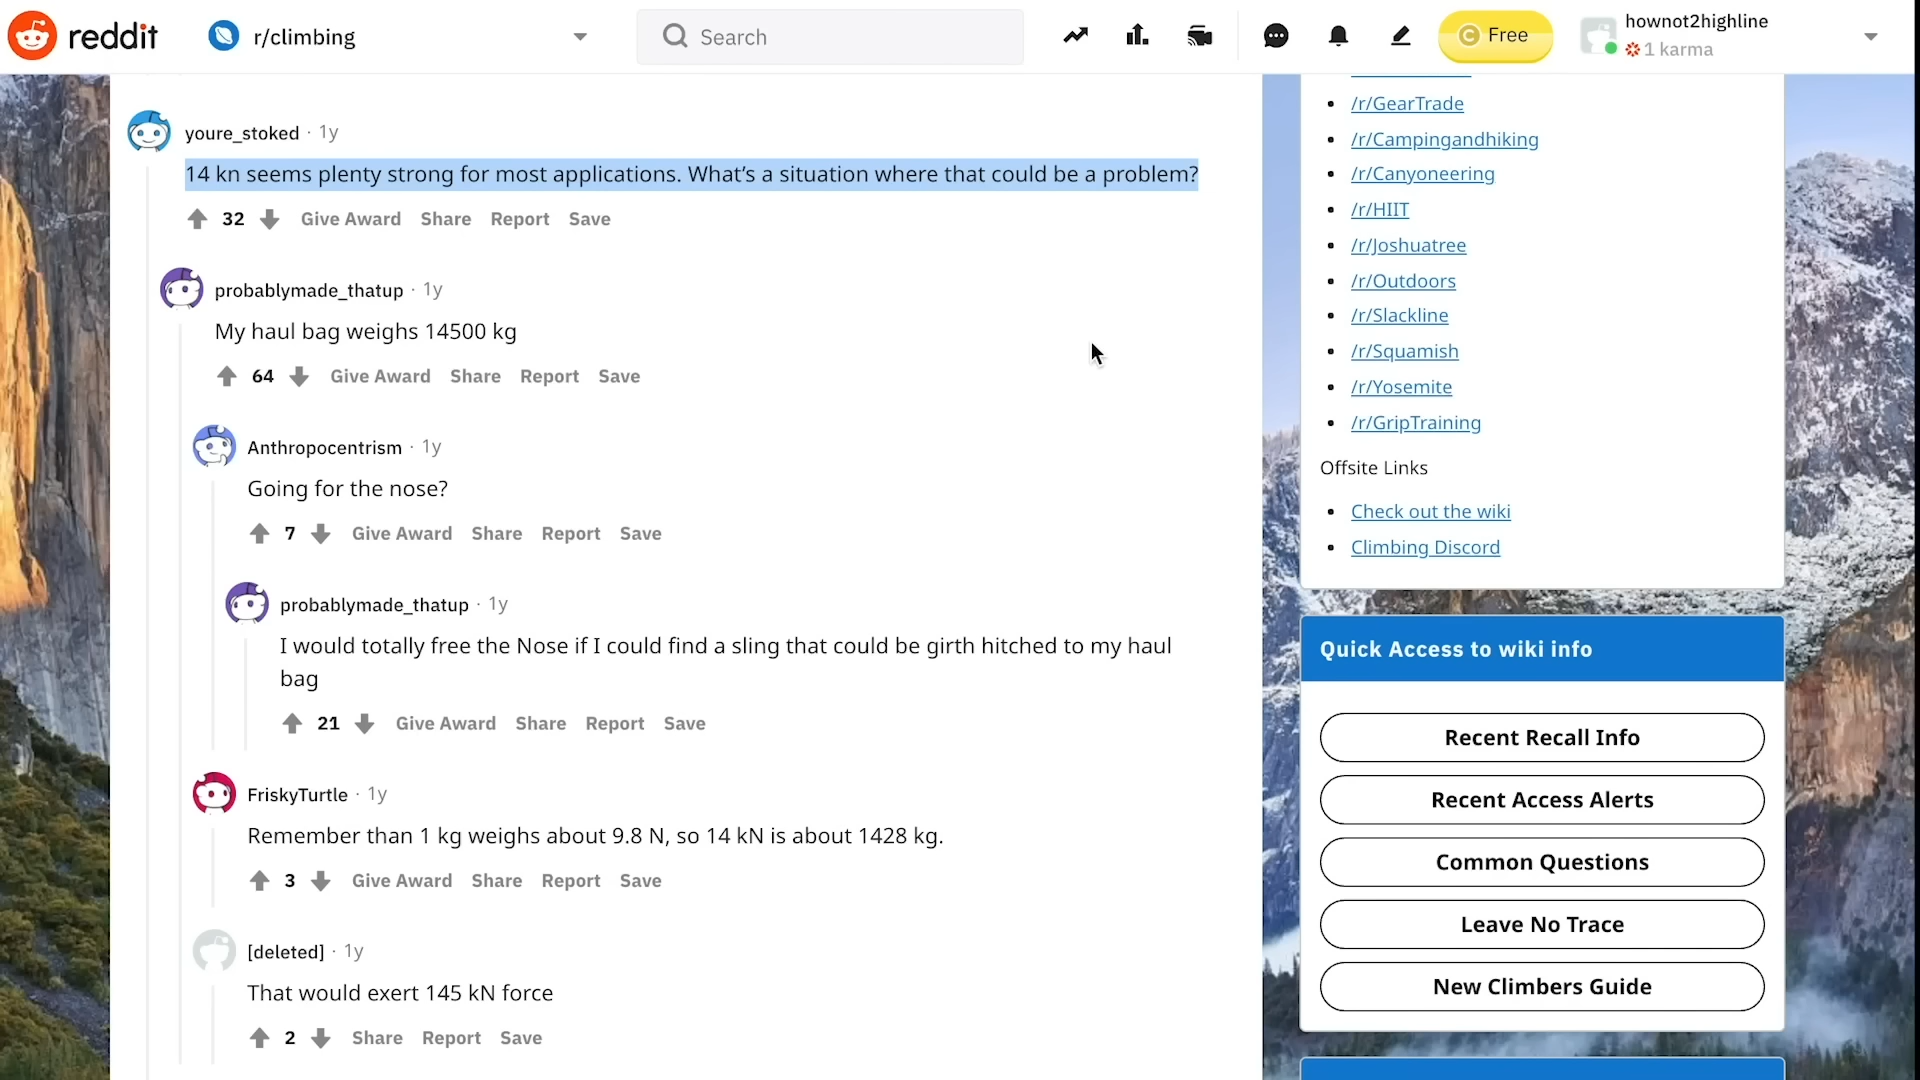 reddit
r/climbing
Search
Free
hownot2highline
1 karma
youre_stoked · 1y
14 kn seems plenty strong for most applications. What’s a situation where that could be a problem?
32 Give Award Share Report Save
probablymade_thatup · 1y
My haul bag weighs 14500 kg
64 Give Award Share Report Save
Anthropocentrism · 1y
Going for the nose?
7 Give Award Share Report Save
probablymade_thatup · 1y
I would totally free the Nose if I could find a sling that could be girth hitched to my haul
bag
21 Give Award Share Report Save
FriskyTurtle · 1y
Remember than 1 kg weighs about 9.8 N, so 14 kN is about 1428 kg.
3 Give Award Share Report Save
[deleted] · 1y
That would exert 145 kN force
2 Share Report Save
/r/GearTrade
/r/Campingandhiking
/r/Canyoneering
/r/HIIT
/r/Joshuatree
/r/Outdoors
/r/Slackline
/r/Squamish
/r/Yosemite
/r/GripTraining
Offsite Links
Check out the wiki
Climbing Discord
Quick Access to wiki info
Recent Recall Info
Recent Access Alerts
Common Questions
Leave No Trace
New Climbers Guide